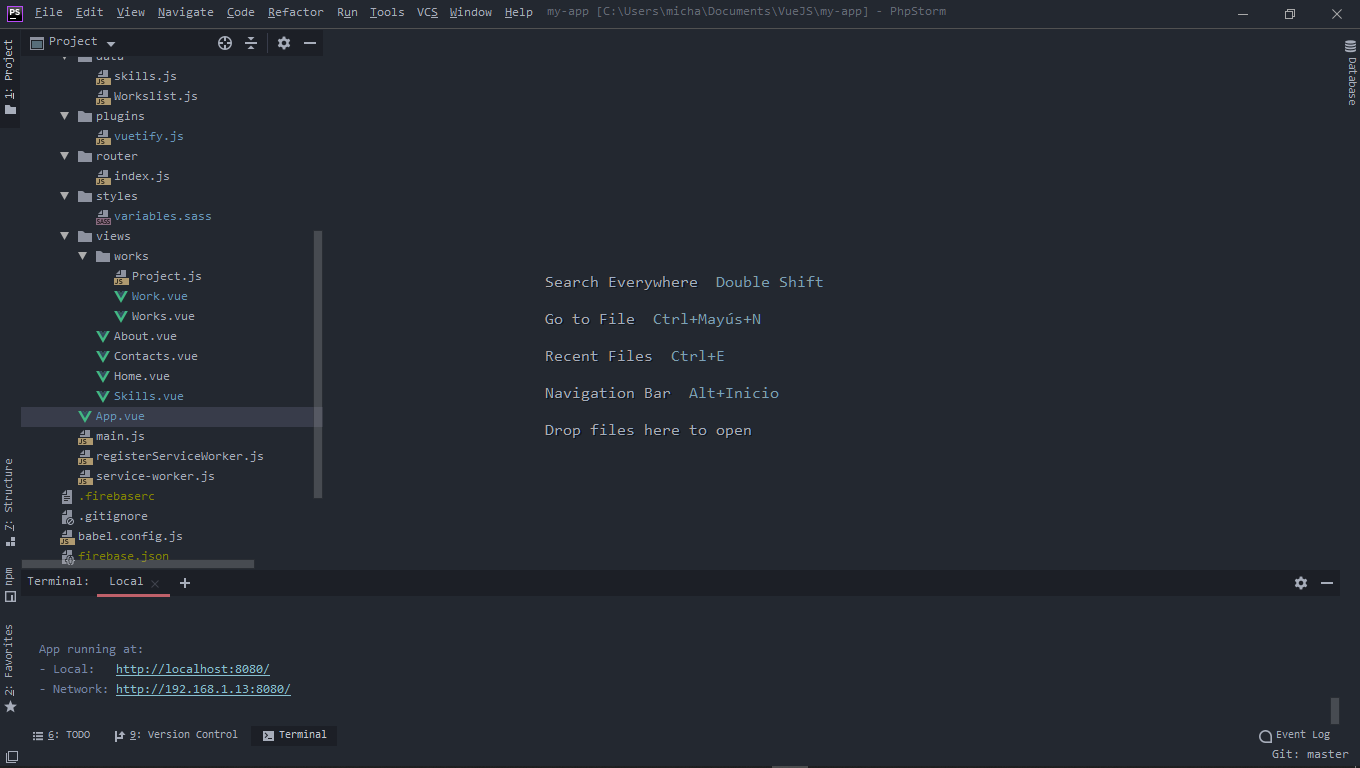 PS File Edit View Navigate Code Refactor Run Tools VCS Window Help my-app [C:\Users\micha\Documents\VueJS\my-app] - PhpStorm
Project
1: Project
Database
data
skills.js
Workslist.js
plugins
vuetify.js
router
index.js
styles
variables.sass
views
works
Project.js
Work.vue
Works.vue
About.vue
Contacts.vue
Home.vue
Skills.vue
App.vue
main.js
registerServiceWorker.js
service-worker.js
.firebaserc
.gitignore
babel.config.js
firebase.json
Search Everywhere Double Shift
Go to File Ctrl+Mayús+N
Recent Files Ctrl+E
Navigation Bar Alt+Inicio
Drop files here to open
Z: Structure
npm
2: Favorites
Terminal: Local
App running at:
- Local: http://localhost:8080/
- Network: http://192.168.1.13:8080/
6: TODO 9: Version Control Terminal Event Log
Git: master